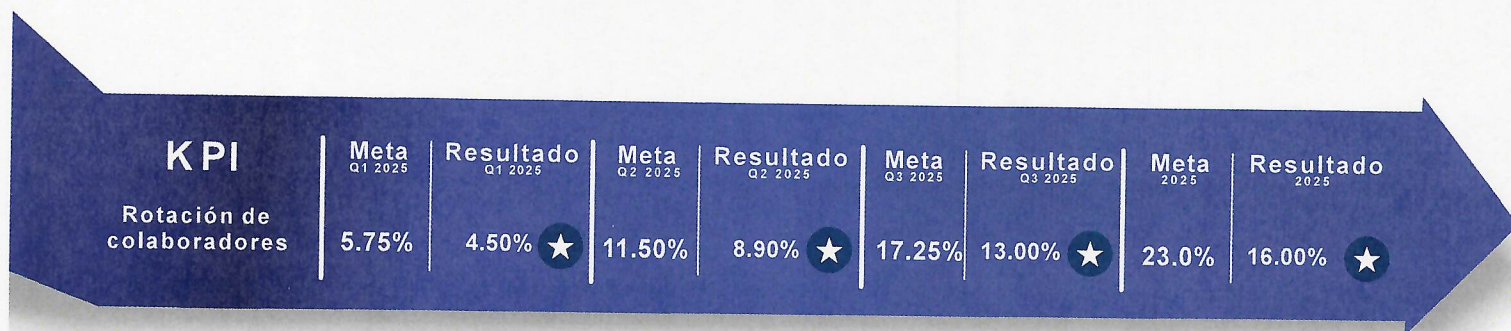 KPI
Rotación de
colaboradores
Meta
Q1 2025
5.75%
Resultado
Q1 2025
4.50%
Meta
Q2 2025
11.50%
Resultado
Q2 2025
8.90%
Meta
Q3 2025
17.25%
Resultado
Q3 2025
13.00%
Meta
2025
23.0%
Resultado
2025
16.00%